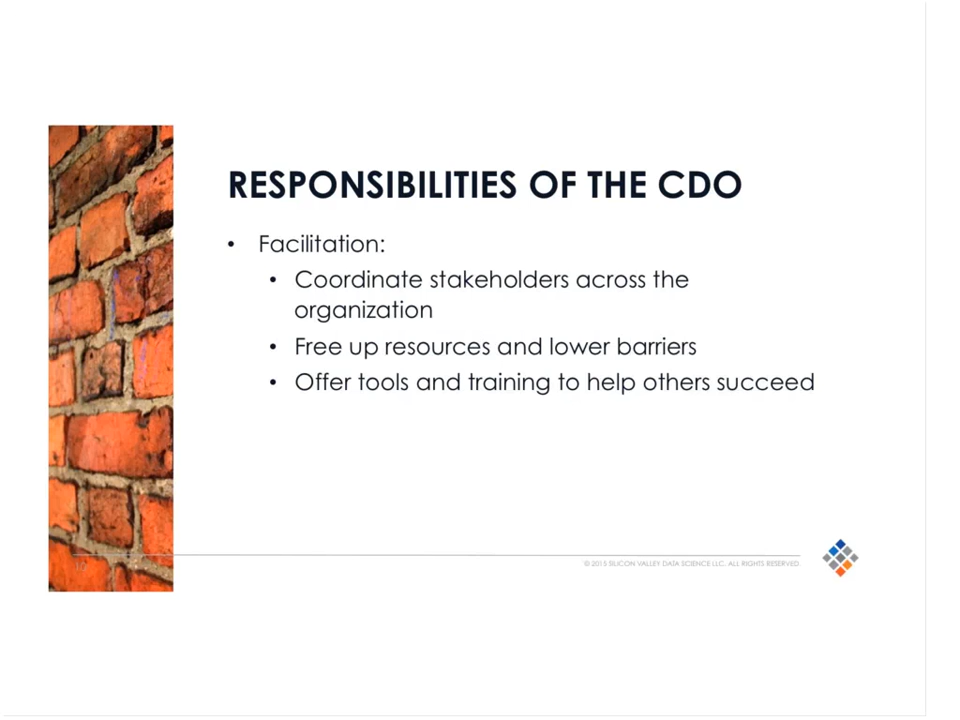 RESPONSIBILITIES OF THE CDO
• Facilitation:
• Coordinate stakeholders across the
organization
• Free up resources and lower barriers
• Offer tools and training to help others succeed
10
© 2015 SILICON VALLEY DATA SCIENCE LLC. ALL RIGHTS RESERVED.